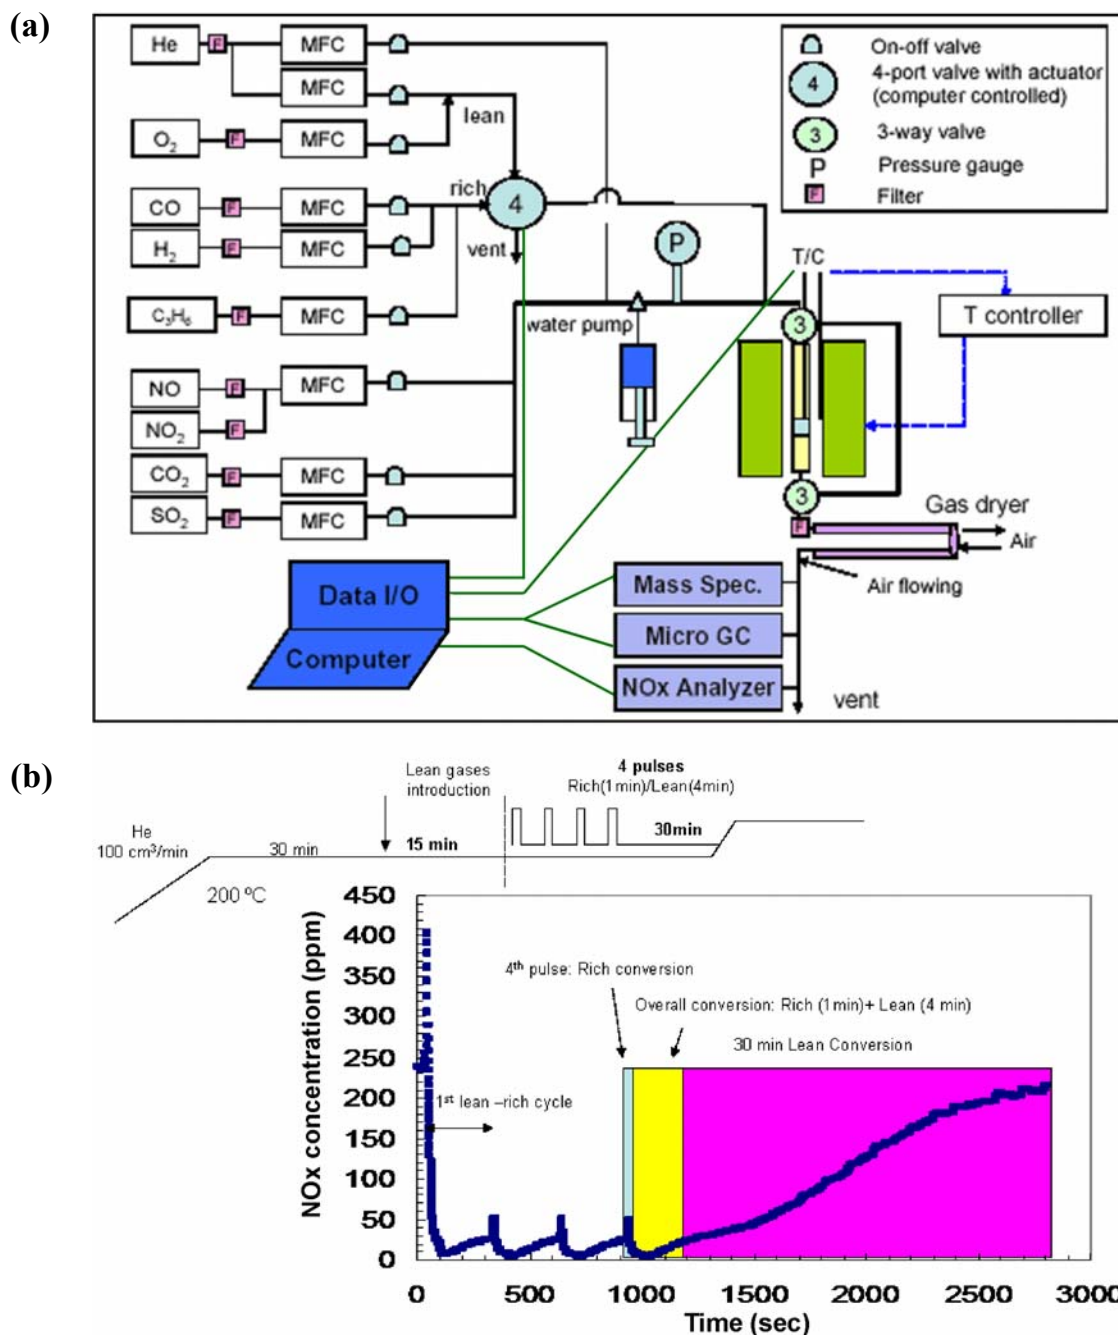 (a)
He F MFC
MFC
lean
O₂ F MFC
CO F MFC
rich
4
H₂ F MFC
vent
C₃H₆ F MFC
NO F MFC
NO₂ F
CO₂ F MFC
SO₂ F MFC
On-off valve
4 4-port valve with actuator
(computer controlled)
3 3-way valve
P Pressure gauge
F Filter
P
T/C
water pump
3
T controller
3
F
Gas dryer
Air
Air flowing
Data I/O
Computer
Mass Spec.
Micro GC
NOx Analyzer
vent
(b)
Lean gases
introduction
4 pulses
Rich(1min)/Lean(4min)
He
100 cm³/min
30 min
15 min
30min
200 ºC
NOx concentration (ppm)
450
400
350
300
250
200
150
100
50
0
4th pulse: Rich conversion
Overall conversion: Rich (1min)+ Lean (4 min)
30 min Lean Conversion
1st lean –rich cycle
0 500 1000 1500 2000 2500 3000
Time (sec)